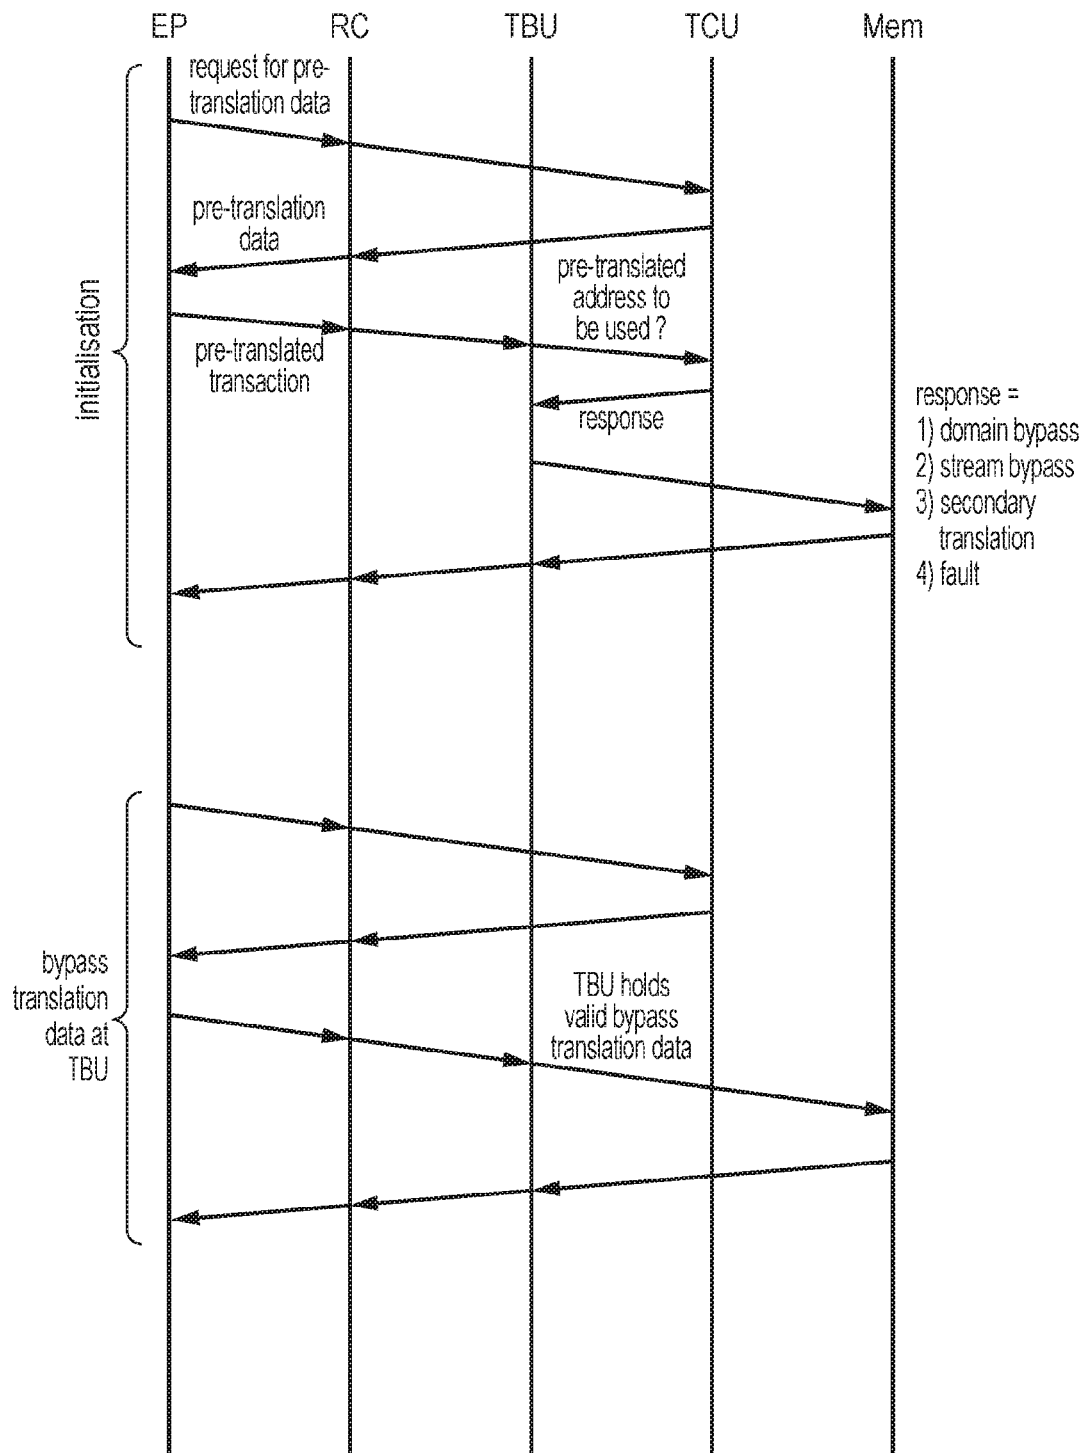 EP RC TBU TCU Mem
request for pre-
translation data
pre-translation
data
pre-translated
address to
be used ?
initialisation
pre-translated
transaction
response
response =
1) domain bypass
2) stream bypass
3) secondary
translation
4) fault
bypass
translation
data at
TBU
TBU holds
valid bypass
translation data